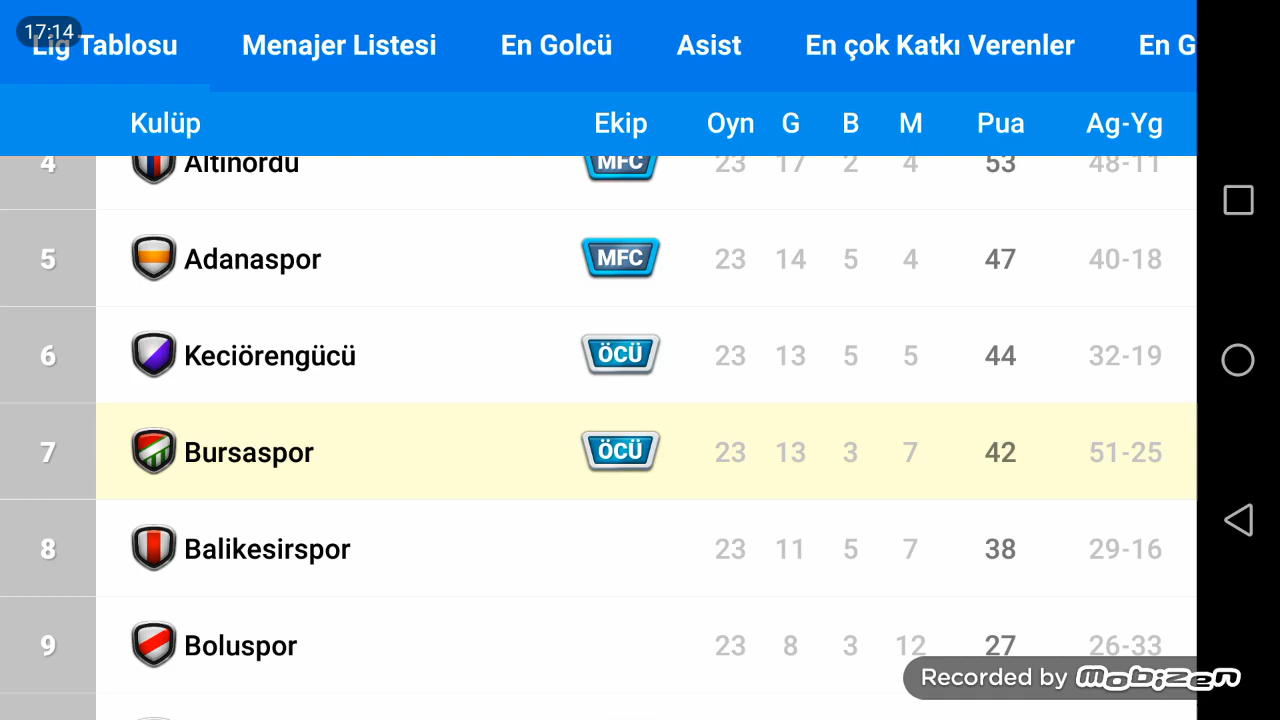 17:14
Lig Tablosu Menajer Listesi En Golcü Asist En çok Katkı Verenler En G
Kulüp Ekip Oyn G B M Pua Ag-Yg
4 Altinordu MFC 23 17 2 4 53 48-11
5 Adanaspor MFC 23 14 5 4 47 40-18
6 Keciörengücü ÖCÜ 23 13 5 5 44 32-19
7 Bursaspor ÖCÜ 23 13 3 7 42 51-25
8 Balikesirspor 23 11 5 7 38 29-16
9 Boluspor 23 8 3 12 27 26-33
Recorded by mobizen